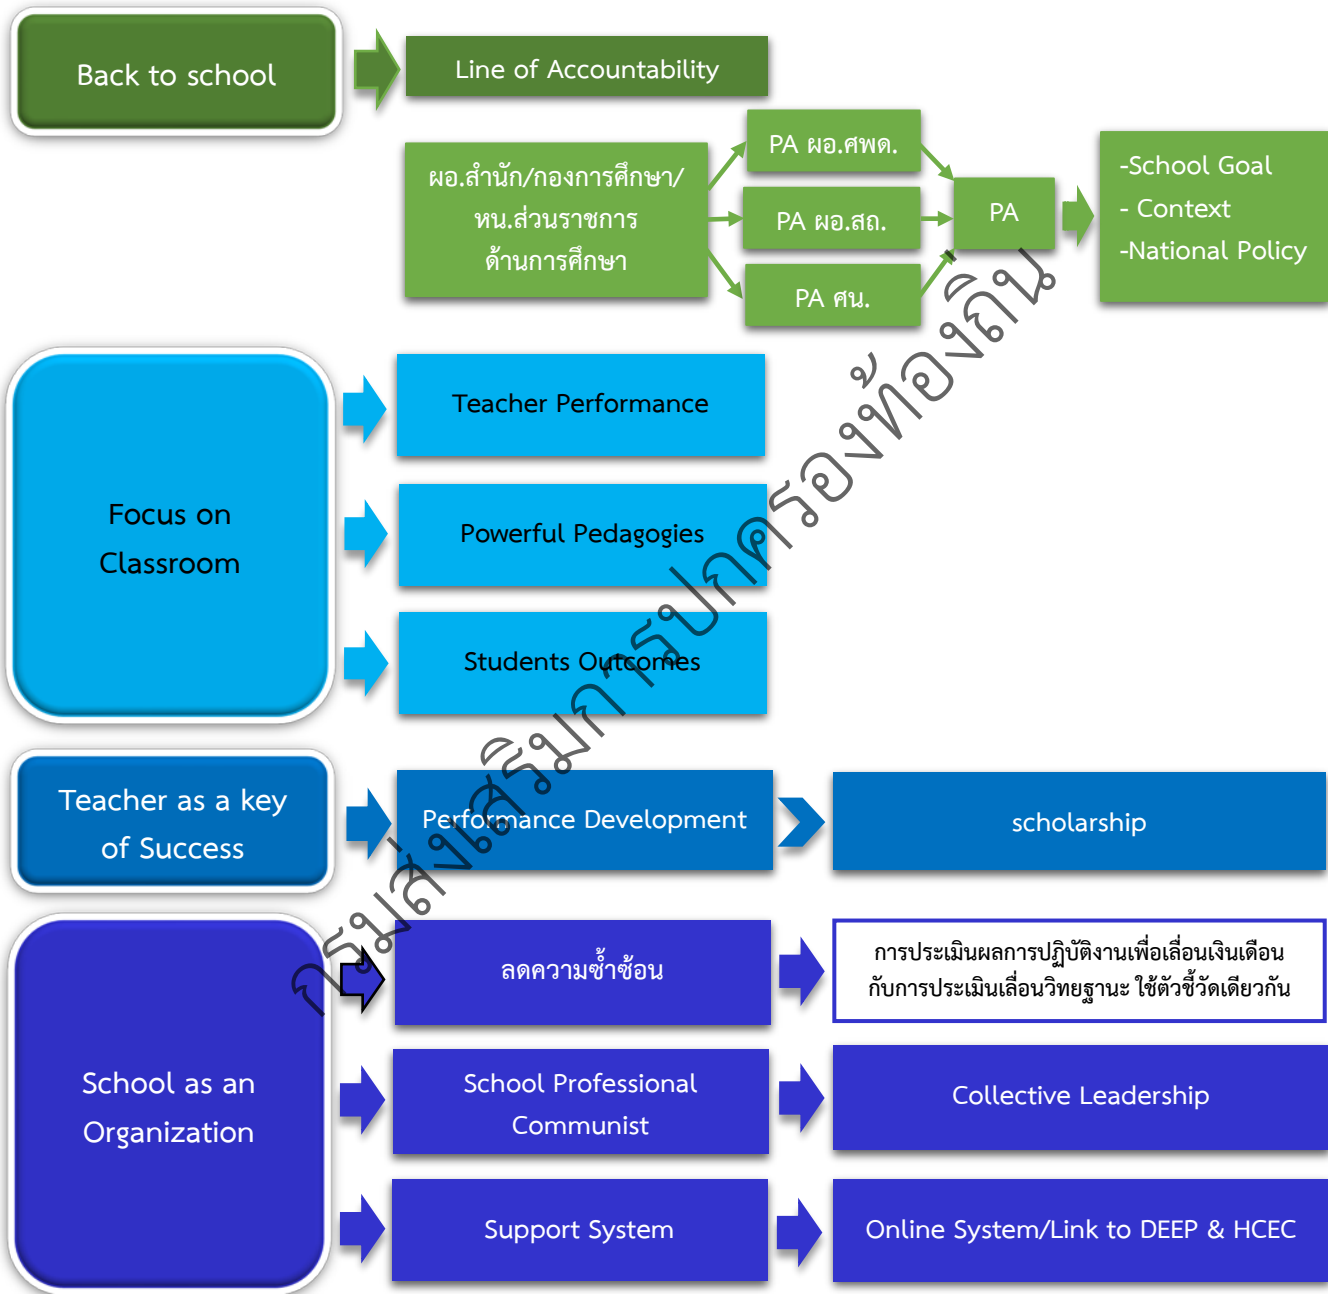 Back to school
Line of Accountability
ผอ.สำนัก/กองการศึกษา/
หน.ส่วนราชการ
ด้านการศึกษา
PA ผอ.ศพด.
PA ผอ.สถ.
PA ศน.
PA
-School Goal
- Context
-National Policy
Focus on
Classroom
Teacher Performance
Powerful Pedagogies
Students Outcomes
Teacher as a key
of Success
Performance Development
scholarship
School as an
Organization
ลดความซ้ำซ้อน
การประเมินผลการปฏิบัติงานเพื่อเลื่อนเงินเดือน
กับการประเมินเลื่อนวิทยฐานะ ใช้ตัวชี้วัดเดียวกัน
School Professional
Communist
Collective Leadership
Support System
Online System/Link to DEEP & HCEC
กรมส่งเสริมการปกครองท้องถิ่น